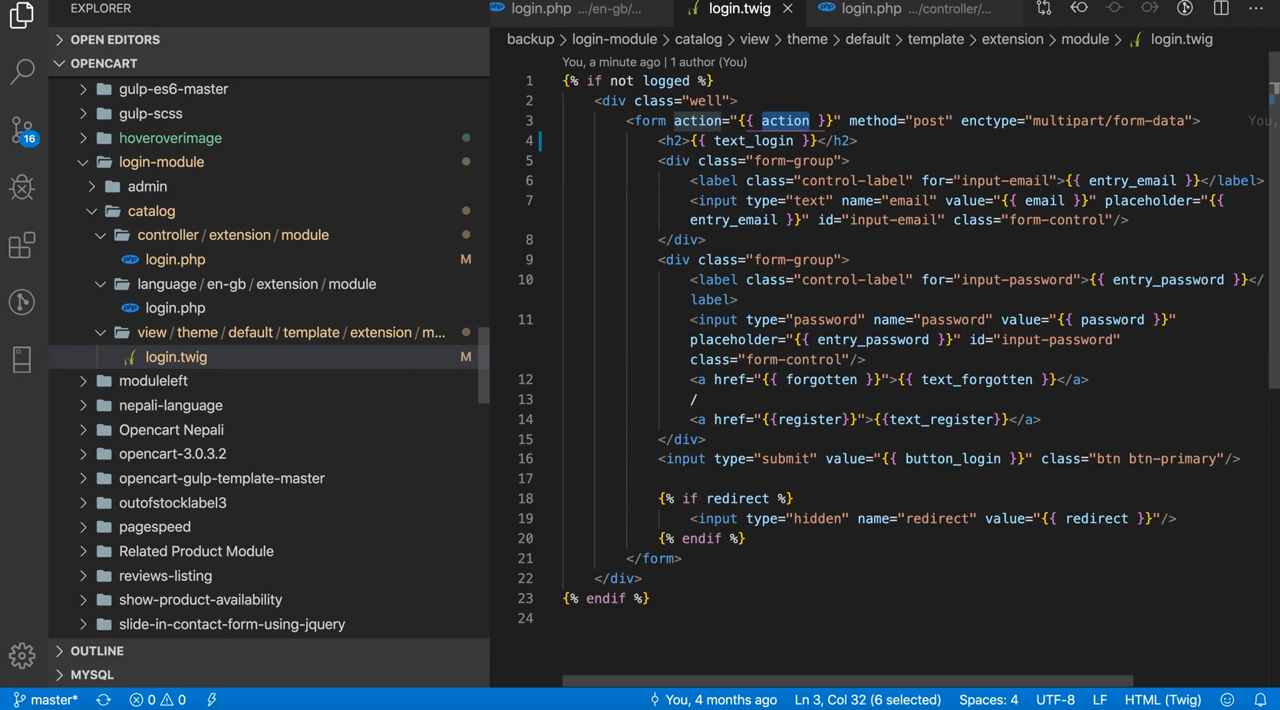 EXPLORER
OPEN EDITORS
OPENCART
gulp-es6-master
gulp-scss
hoveroverimage
login-module
admin
catalog
controller / extension / module
login.php M
language / en-gb / extension / module
login.php
view / theme / default / template / extension / m...
login.twig M
moduleleft
nepali-language
Opencart Nepali
opencart-3.0.3.2
opencart-gulp-template-master
outofstocklabel3
pagespeed
Related Product Module
reviews-listing
show-product-availability
slide-in-contact-form-using-jquery
OUTLINE
MYSQL
16
login.php .../en-gb/... login.twig login.php .../controller/...
backup > login-module > catalog > view > theme > default > template > extension > module > login.twig
You, a minute ago | 1 author (You)
1 {% if not logged %}
2 <div class="well">
3 <form action="{{ action }}" method="post" enctype="multipart/form-data"> You,
4 <h2>{{ text_login }}</h2>
5 <div class="form-group">
6 <label class="control-label" for="input-email">{{ entry_email }}</label>
7 <input type="text" name="email" value="{{ email }}" placeholder="{{
entry_email }}" id="input-email" class="form-control"/>
8 </div>
9 <div class="form-group">
10 <label class="control-label" for="input-password">{{ entry_password }}</
label>
11 <input type="password" name="password" value="{{ password }}"
placeholder="{{ entry_password }}" id="input-password"
class="form-control"/>
12 <a href="{{ forgotten }}">{{ text_forgotten }}</a>
13 /
14 <a href="{{register}}">{{text_register}}</a>
15 </div>
16 <input type="submit" value="{{ button_login }}" class="btn btn-primary"/>
17
18 {% if redirect %}
19 <input type="hidden" name="redirect" value="{{ redirect }}"/>
20 {% endif %}
21 </form>
22 </div>
23 {% endif %}
24
master* 0 0 You, 4 months ago Ln 3, Col 32 (6 selected) Spaces: 4 UTF-8 LF HTML (Twig)